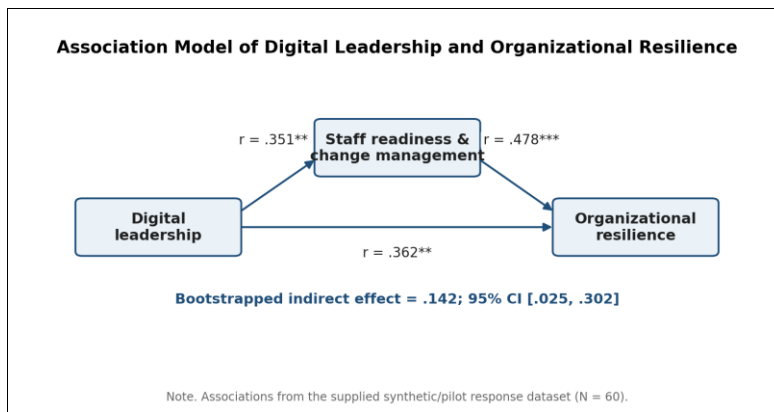 Association Model of Digital Leadership and Organizational Resilience
r = .351**
Staff readiness &
change management
r = .478***
Digital
leadership
Organizational
resilience
r = .362**
Bootstrapped indirect effect = .142; 95% CI [.025, .302]
Note. Associations from the supplied synthetic/pilot response dataset (N = 60).